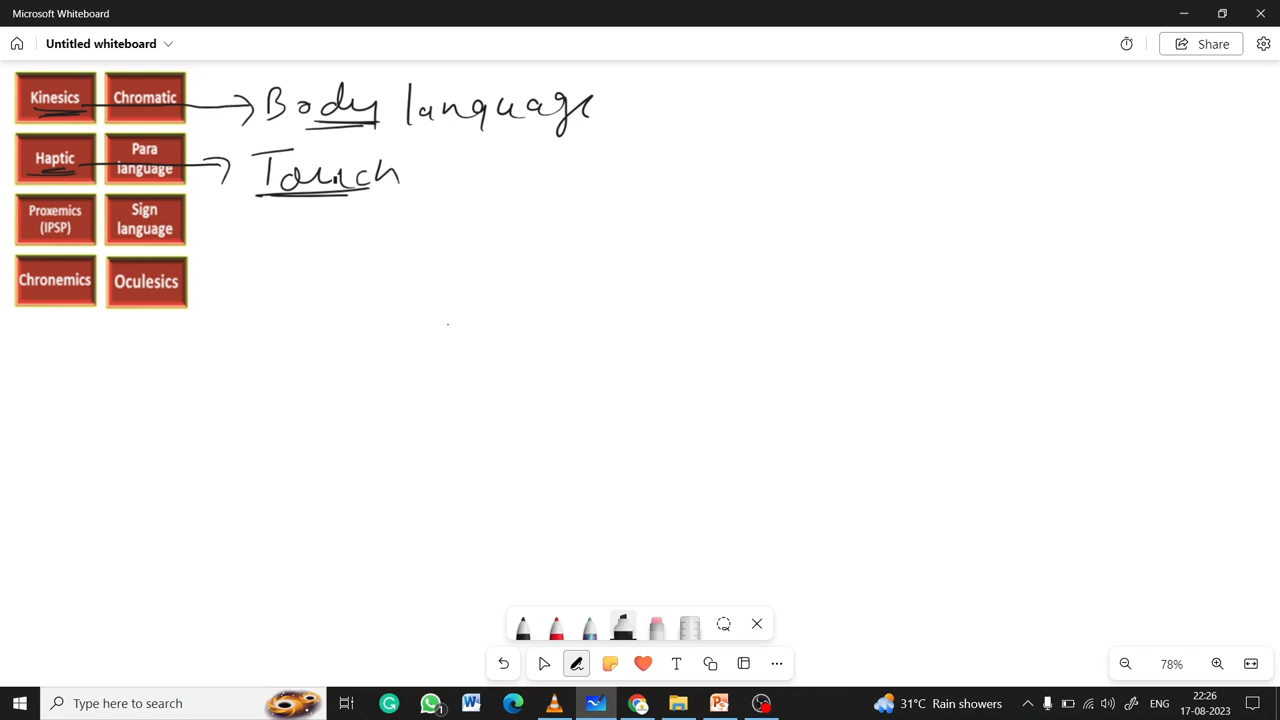 Microsoft Whiteboard
Untitled whiteboard
Share
Kinesics Chromatic Body language
Haptic Para language Touch
Proxemics (IPSP) Sign language
Chronemics Oculesics
78%
Type here to search
1
31°C Rain showers
ENG
22:26
17-08-2023